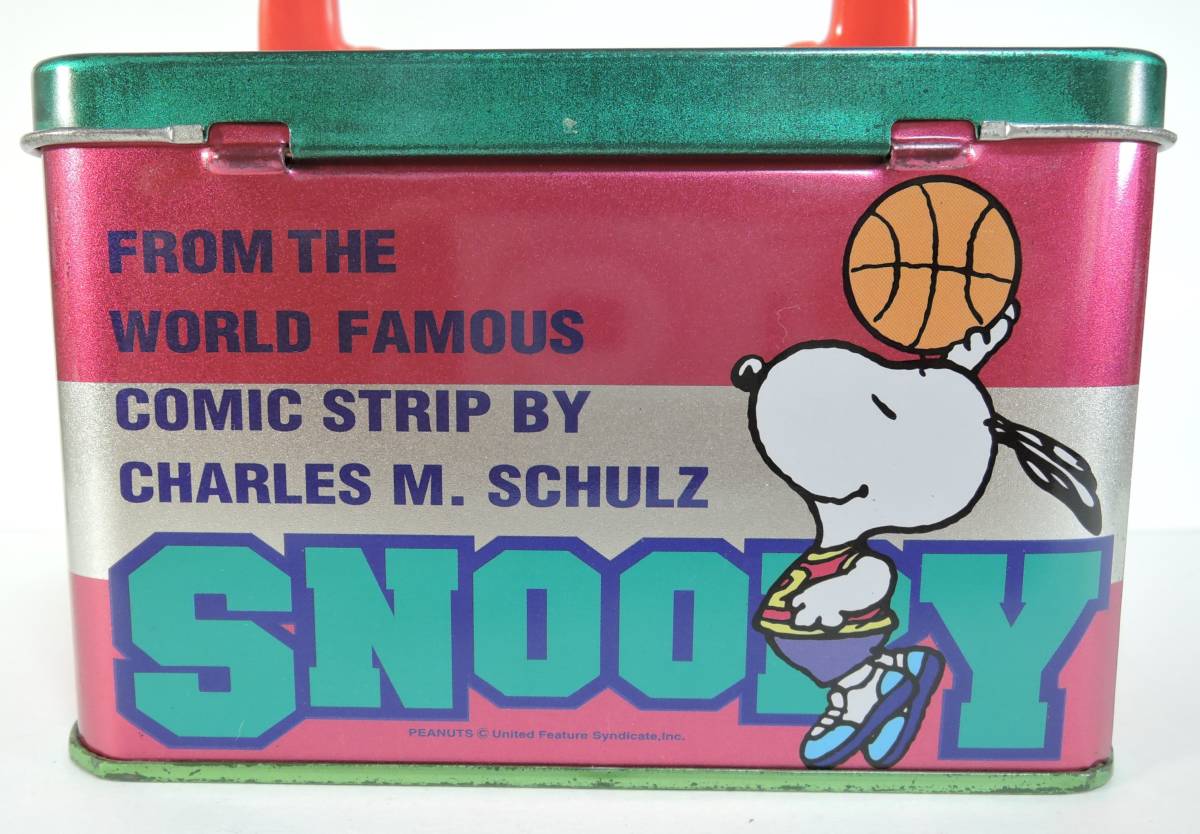 FROM THE
WORLD FAMOUS
COMIC STRIP BY
CHARLES M. SCHULZ
SNOOPY
PEANUTS © United Feature Syndicate,Inc.